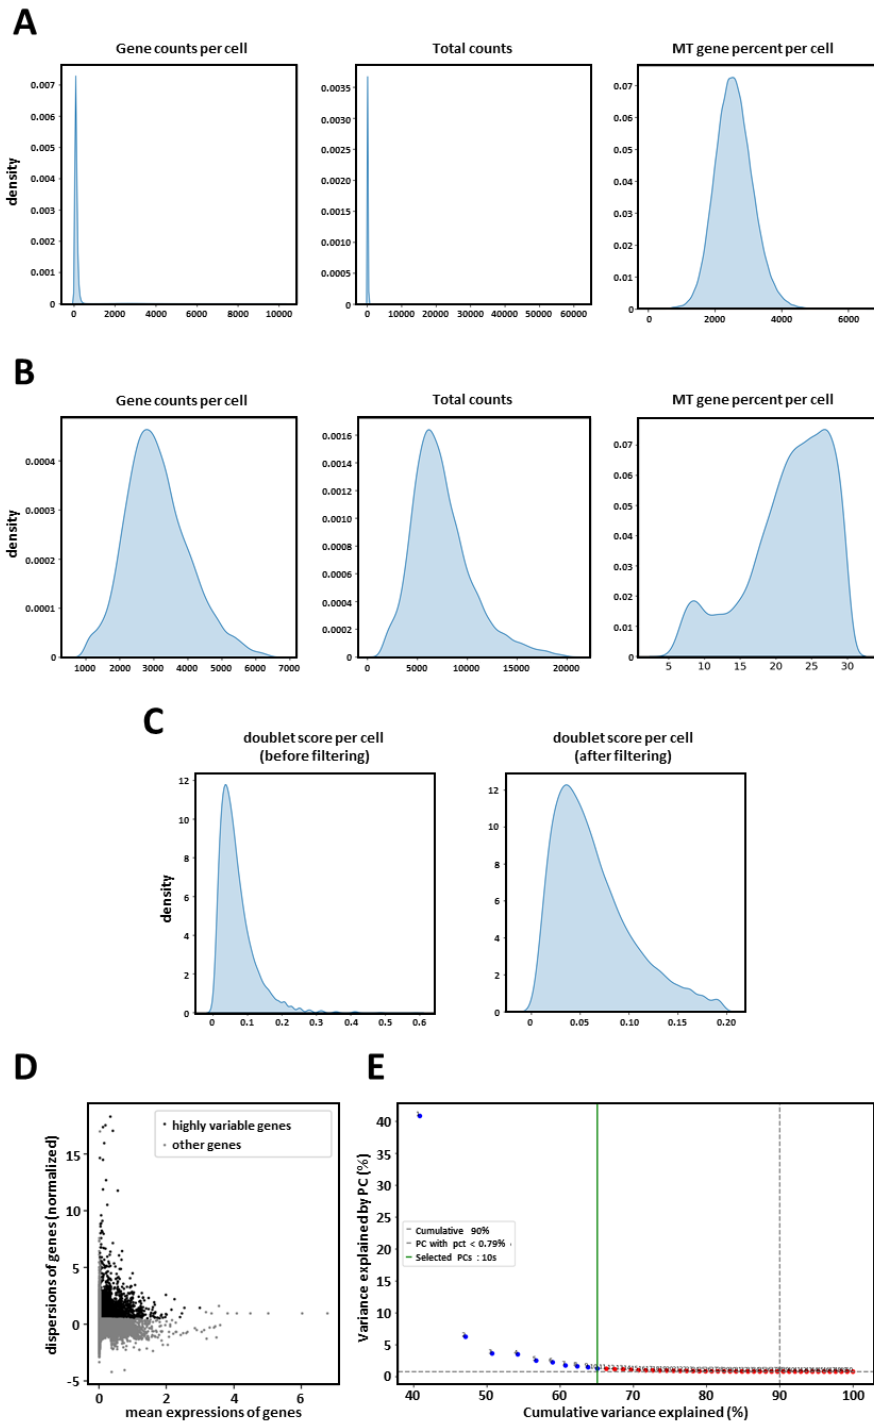 A
Gene counts per cell
Total counts
MT gene percent per cell
density
0.007
0.006
0.005
0.004
0.003
0.002
0.001
0
0 2000 4000 6000 8000 10000
0.0035
0.0030
0.0025
0.0020
0.0015
0.0010
0.0005
0
0 10000 20000 30000 40000 50000 60000
0.07
0.06
0.05
0.04
0.03
0.02
0.01
0
0 2000 4000 6000
B
Gene counts per cell
Total counts
MT gene percent per cell
density
0.0004
0.0003
0.0002
0.0001
0
1000 2000 3000 4000 5000 6000 7000
0.0016
0.0014
0.0012
0.0010
0.0008
0.0006
0.0004
0.0002
0
0 5000 10000 15000 20000
0.07
0.06
0.05
0.04
0.03
0.02
0.01
0
5 10 15 20 25 30
C
doublet score per cell
(before filtering)
doublet score per cell
(after filtering)
density
12
10
8
6
4
2
0
0 0.1 0.2 0.3 0.4 0.5 0.6
12
10
8
6
4
2
0
0 0.05 0.10 0.15 0.20
D
dispersions of genes (normalized)
highly variable genes
other genes
15
10
5
0
-5
0 2 4 6
mean expressions of genes
E
Variance explained by PC (%)
40
35
30
25
20
15
10
5
0
Cumulative 90%
PC with pct < 0.79%
Selected PCs : 10s
40 50 60 70 80 90 100
Cumulative variance explained (%)